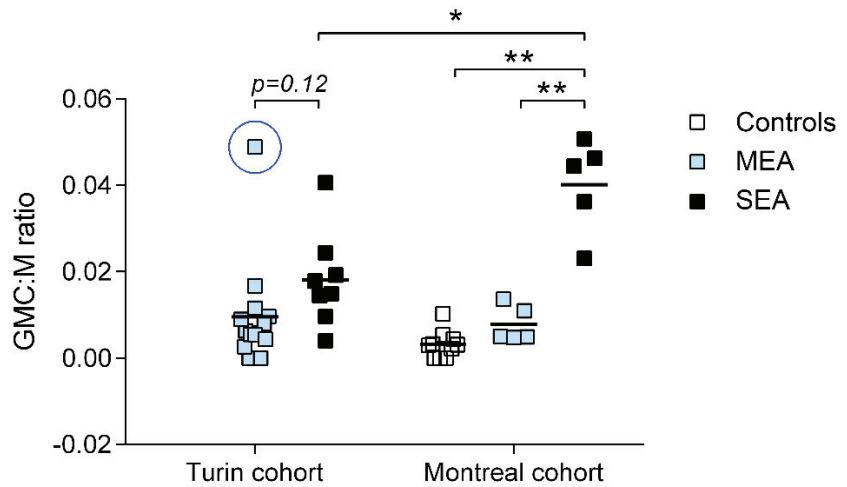 *
**
p=0.12
**
0.06
0.04
0.02
0.00
-0.02
GMC:M ratio
Controls
MEA
SEA
Turin cohort
Montreal cohort